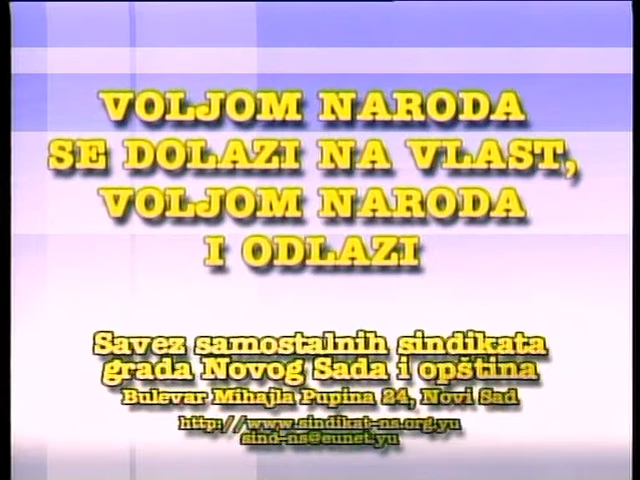 VOLJOM NARODA
SE DOLAZI NA VLAST,
VOLJOM NARODA
I ODLAZI
Savez samostalnih sindikata
grada Novog Sada i opština
Bulevar Mihajla Pupina 24, Novi Sad
http://www.sindikat-ns.org.yu
sind-ns@eunet.yu